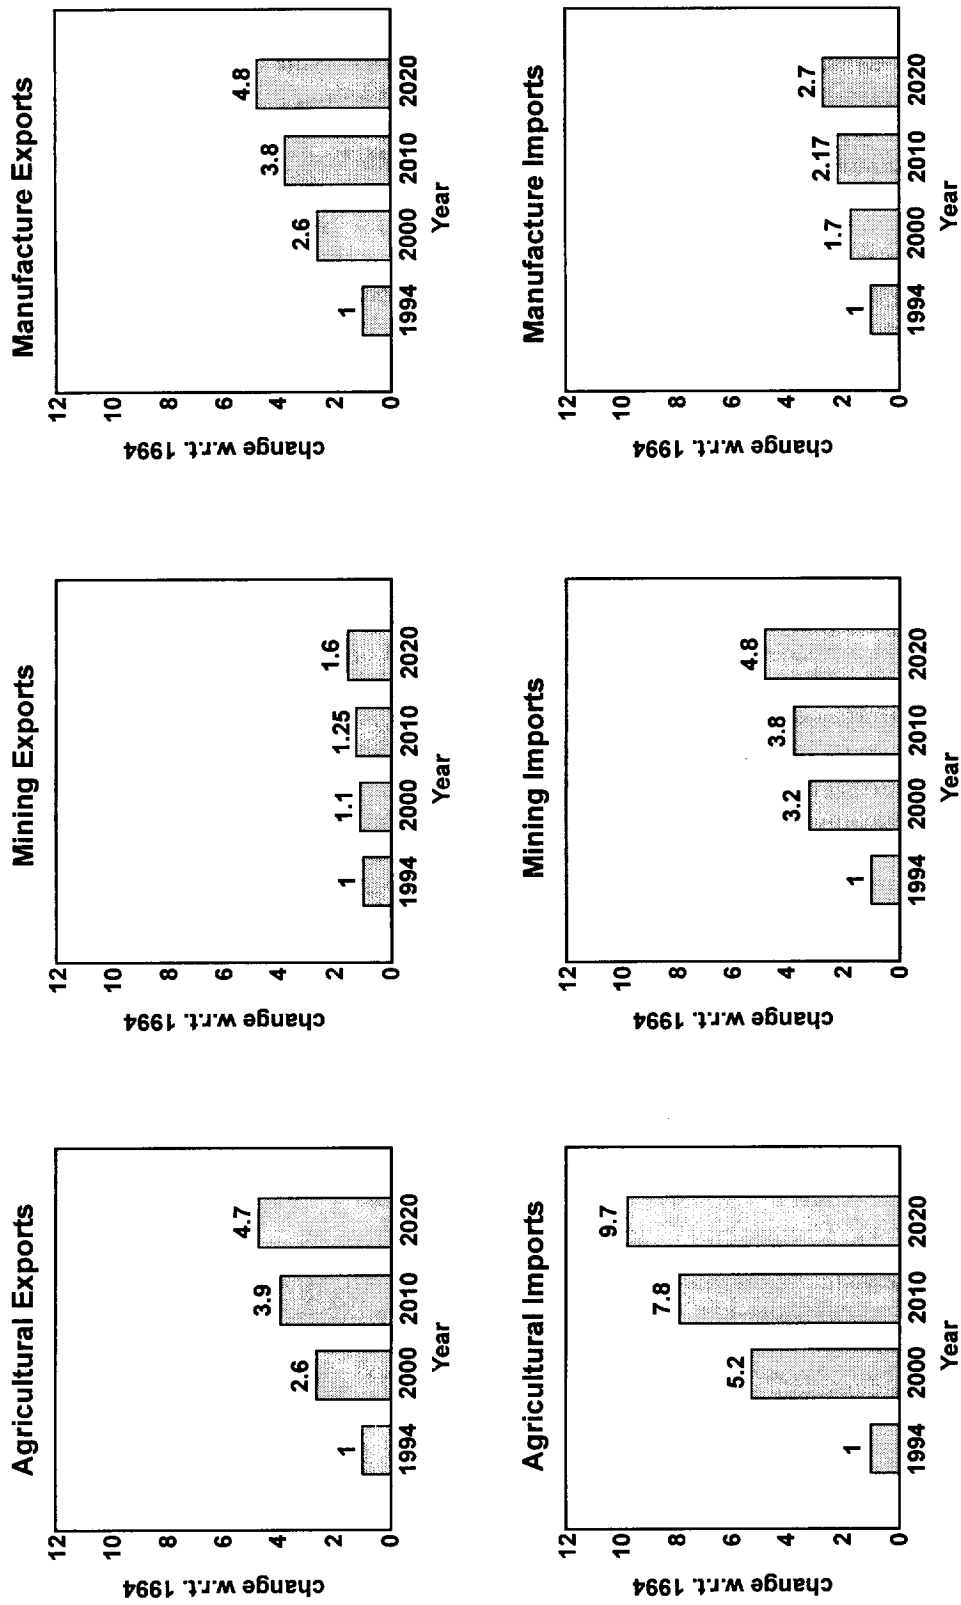 Agricultural Exports
change w.r.t. 1994
12
10
8
6
4
2
0
1
2.6
3.9
4.7
1994 2000 2010 2020
Year
Mining Exports
change w.r.t. 1994
12
10
8
6
4
2
0
1
1.1
1.25
1.6
1994 2000 2010 2020
Year
Manufacture Exports
change w.r.t. 1994
12
10
8
6
4
2
0
1
2.6
3.8
4.8
1994 2000 2010 2020
Year
Agricultural Imports
change w.r.t. 1994
12
10
8
6
4
2
0
1
5.2
7.8
9.7
1994 2000 2010 2020
Year
Mining Imports
change w.r.t. 1994
12
10
8
6
4
2
0
1
3.2
3.8
4.8
1994 2000 2010 2020
Year
Manufacture Imports
change w.r.t. 1994
12
10
8
6
4
2
0
1
1.7
2.17
2.7
1994 2000 2010 2020
Year